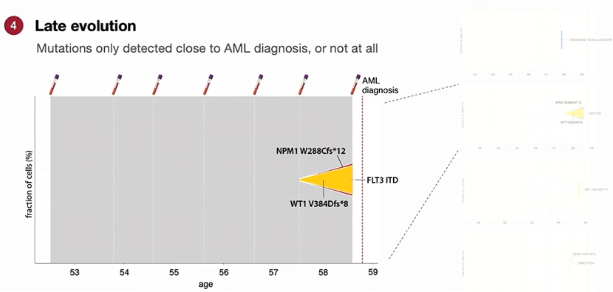 4 Late evolution
Mutations only detected close to AML diagnosis, or not at all
AML
diagnosis
NPM1 W288Cfs*12
FLT3 ITD
WT1 V384Dfs*8
fraction of cells (%)
53 54 55 56 57 58 59
age